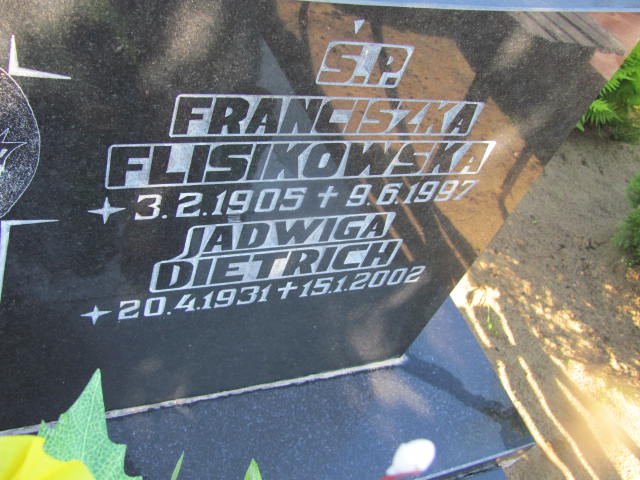 Ś.P.
FRANCISZKA
FLISIKOWSKA
3.2.1905 + 9.6.1997
JADWIGA
DIETRICH
20.4.1931 + 15.1.2002